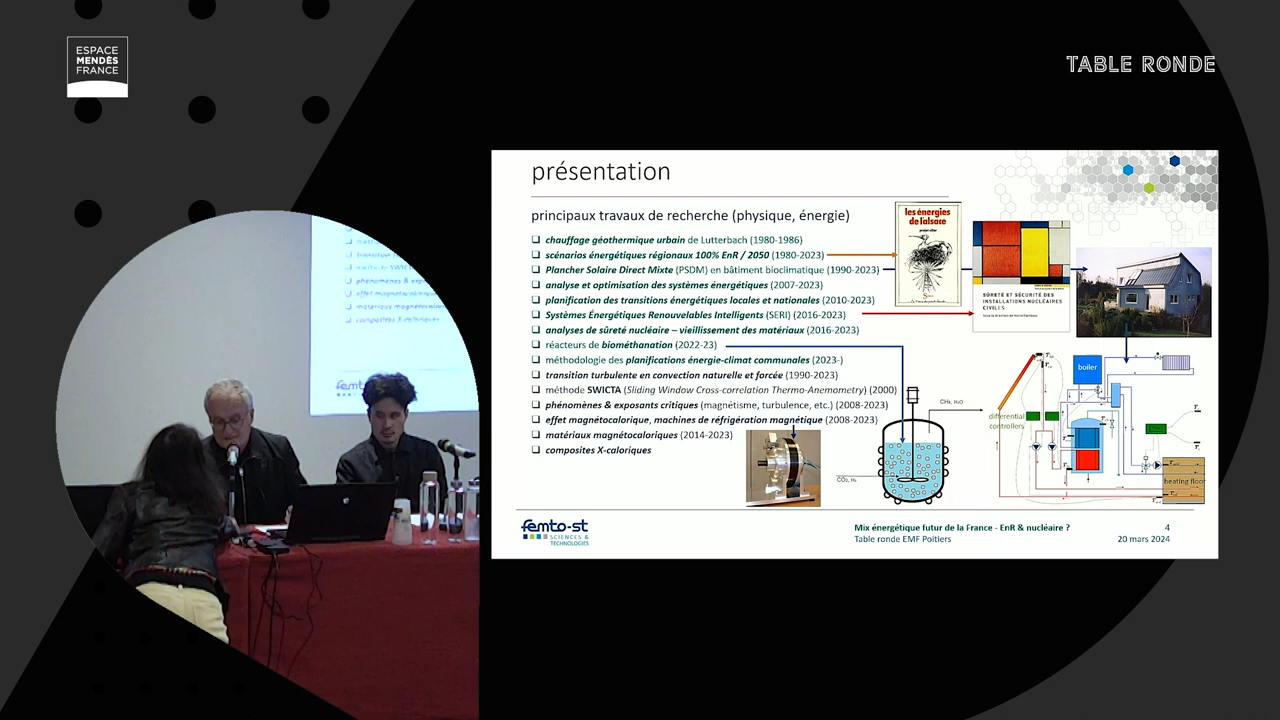 ESPACE
MENDÈS
FRANCE
TABLE RONDE
présentation
principaux travaux de recherche (physique, énergie)
chauffage géothermique urbain de Lutterbach (1980-1986)
scénarios énergétiques régionaux 100% EnR / 2050 (1980-2023)
Plancher Solaire Direct Mixte (PSDM) en bâtiment bioclimatique (1990-2023)
analyse et optimisation des systèmes énergétiques (2007-2023)
planification des transitions énergétiques locales et nationales (2010-2023)
Systèmes Énergétiques Renouvelables Intelligents (SERI) (2016-2023)
analyses de sûreté nucléaire – vieillissement des matériaux (2016-2023)
réacteurs de biométhanation (2022-23)
méthodologie des planifications énergie-climat communales (2023-)
transition turbulente en convection naturelle et forcée (1990-2023)
méthode SWICTA (Sliding Window Cross-correlation Thermo-Anemometry) (2000)
phénomènes & exposants critiques (magnétisme, turbulence, etc.) (2008-2023)
effet magnétocalorique, machines de réfrigération magnétique (2008-2023)
matériaux magnétocaloriques (2014-2023)
composites X-caloriques
les énergies
de l'alsace
SÛRETÉ ET SÉCURITÉ DES
INSTALLATIONS NUCLÉAIRES
CIVILES
CH₄, H₂O
CO₂, H₂
boiler
differential
controllers
heating floor
femto-st
SCIENCES &
TECHNOLOGIES
Mix énergétique futur de la France - EnR & nucléaire ?
Table ronde EMF Poitiers
4
20 mars 2024